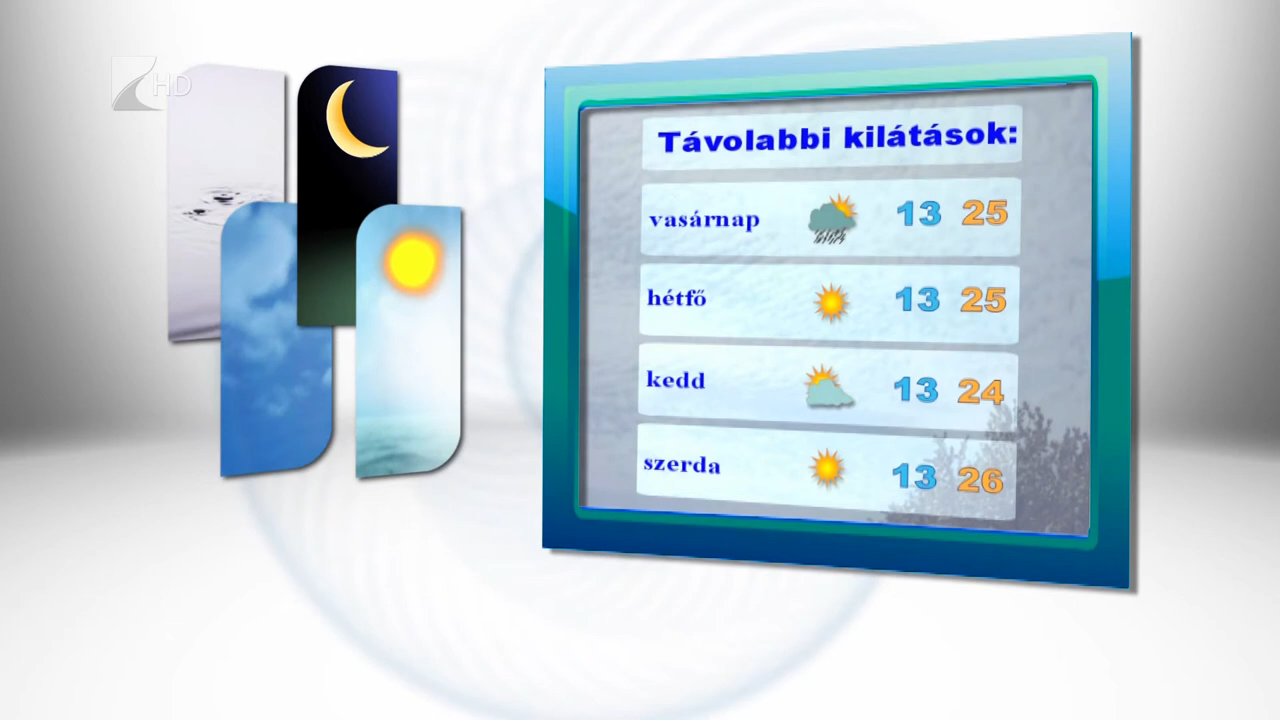 HD
Távolabbi kilátások:
vasárnap 13 25
hétfő 13 25
kedd 13 24
szerda 13 26